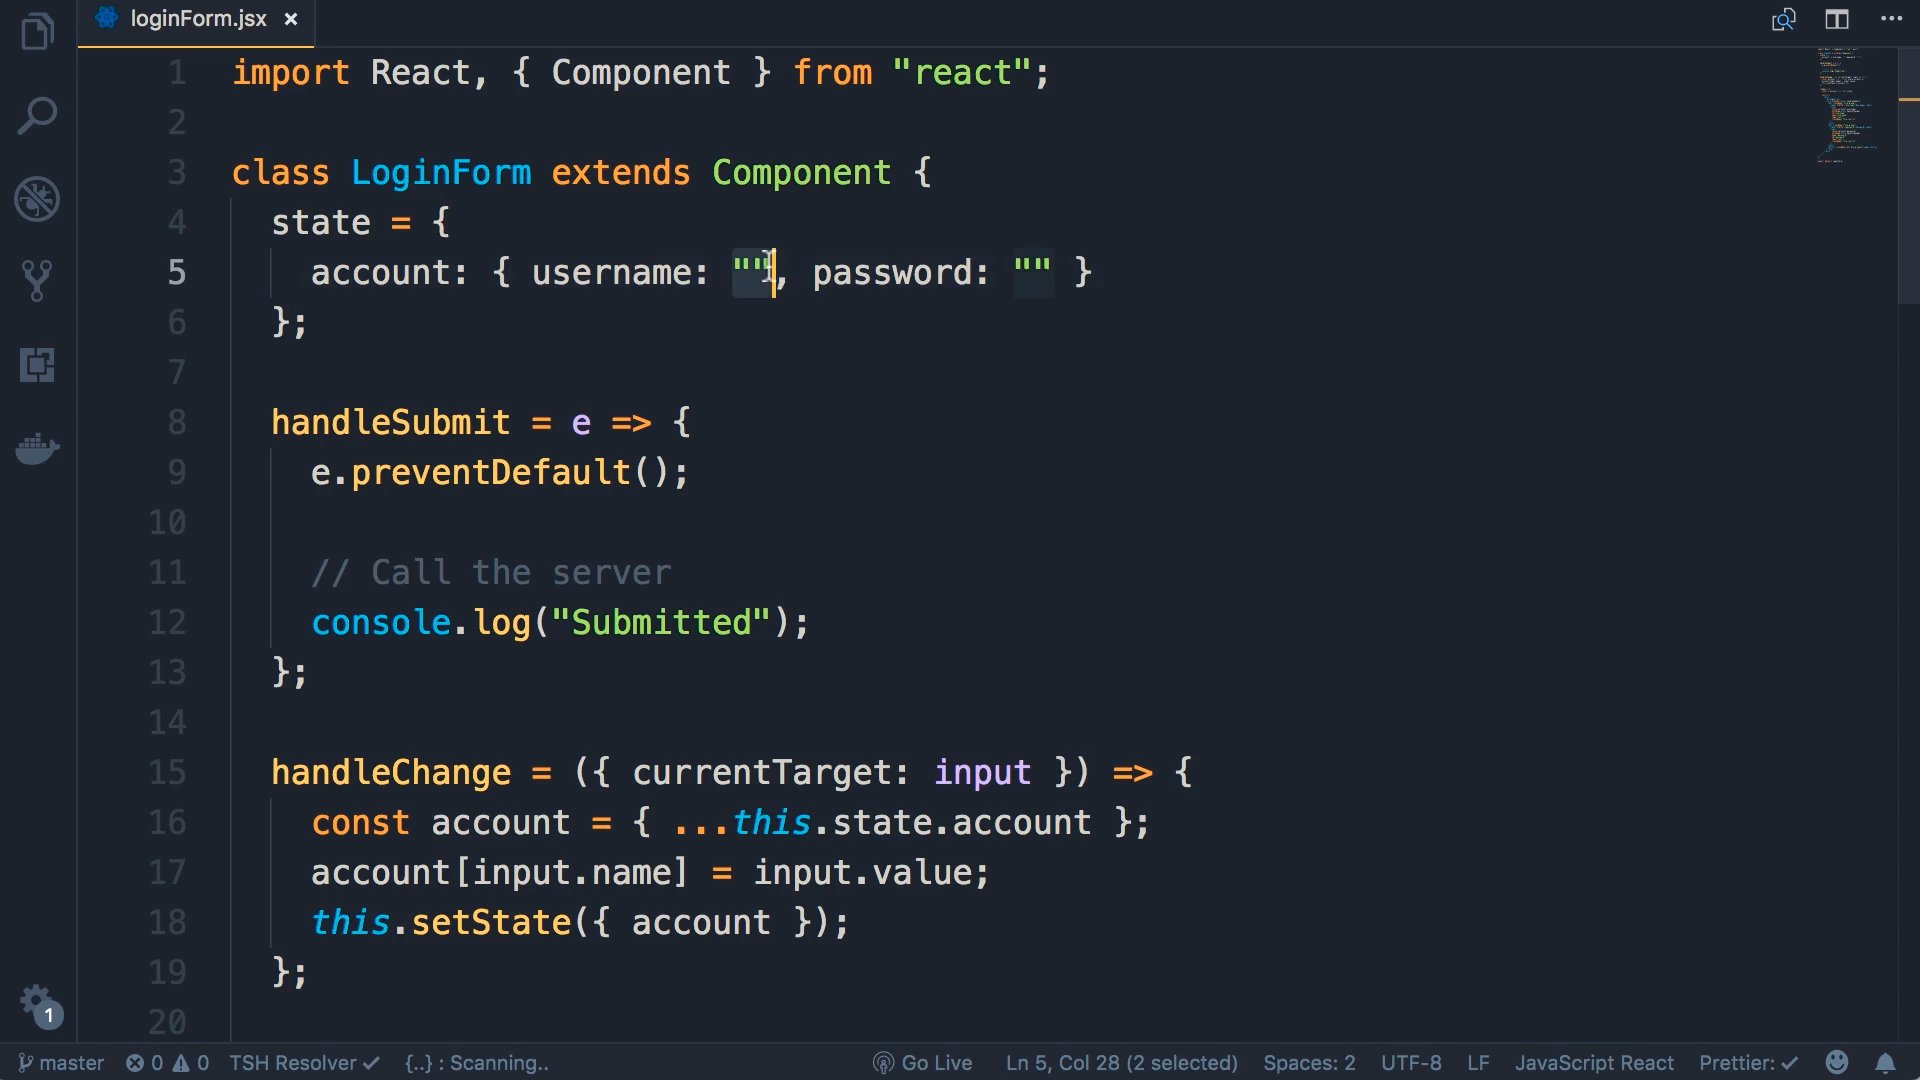 loginForm.jsx ×
1 import React, { Component } from "react";
2
3 class LoginForm extends Component {
4 state = {
5 account: { username: "", password: "" }
6 };
7
8 handleSubmit = e => {
9 e.preventDefault();
10
11 // Call the server
12 console.log("Submitted");
13 };
14
15 handleChange = ({ currentTarget: input }) => {
16 const account = { ...this.state.account };
17 account[input.name] = input.value;
18 this.setState({ account });
19 };
20
1
master 0 0 TSH Resolver ✓ {..} : Scanning.. Go Live Ln 5, Col 28 (2 selected) Spaces: 2 UTF-8 LF JavaScript React Prettier: ✓